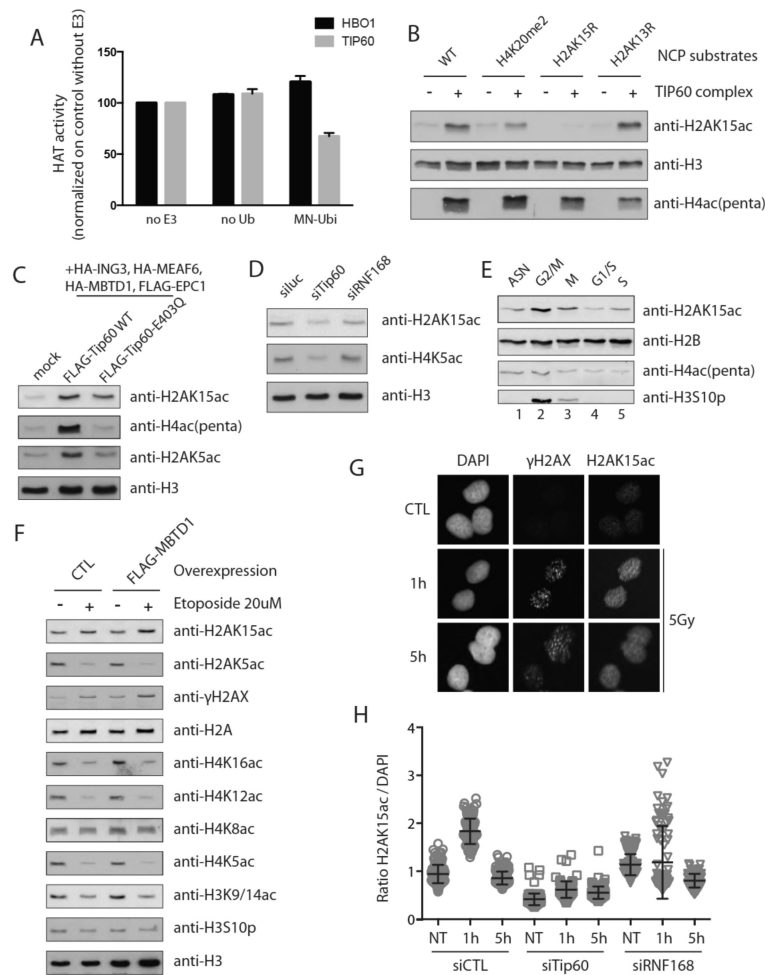 A
HAT activity
(normalized on control without E3)
150
100
50
0
HBO1
TIP60
no E3
no Ub
MN-Ubi
B
WT
H4K20me2
H2AK15R
H2AK13R
NCP substrates
- + - + - + - +
TIP60 complex
anti-H2AK15ac
anti-H3
anti-H4ac(penta)
C
+HA-ING3, HA-MEAF6,
HA-MBTD1, FLAG-EPC1
mock
FLAG-Tip60 WT
FLAG-Tip60-E403Q
anti-H2AK15ac
anti-H4ac(penta)
anti-H2AK5ac
anti-H3
D
siluc
siTip60
siRNF168
anti-H2AK15ac
anti-H4K5ac
anti-H3
E
ASN
G2/M
M
G1/S
S
anti-H2AK15ac
anti-H2B
anti-H4ac(penta)
anti-H3S10p
1 2 3 4 5
F
CTL
FLAG-MBTD1
Overexpression
- + - +
Etoposide 20uM
anti-H2AK15ac
anti-H2AK5ac
anti-γH2AX
anti-H2A
anti-H4K16ac
anti-H4K12ac
anti-H4K8ac
anti-H4K5ac
anti-H3K9/14ac
anti-H3S10p
anti-H3
G
DAPI
γH2AX
H2AK15ac
CTL
1h
5h
5Gy
H
Ratio H2AK15ac / DAPI
4
3
2
1
0
NT 1h 5h NT 1h 5h NT 1h 5h
siCTL
siTip60
siRNF168